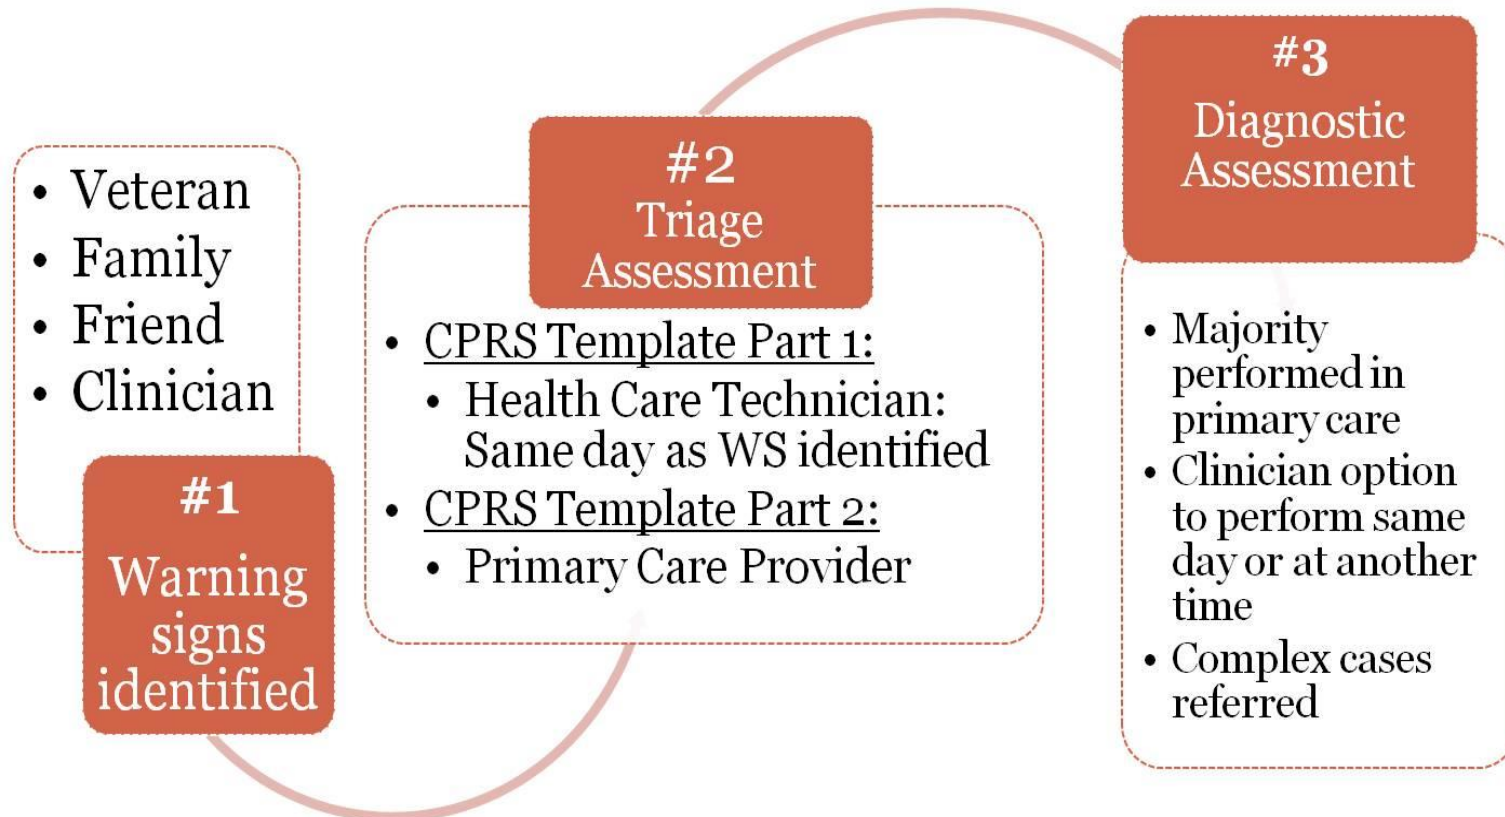 • Veteran
• Family
• Friend
• Clinician
#1
Warning
signs
identified
#2
Triage
Assessment
• CPRS Template Part 1:
• Health Care Technician:
Same day as WS identified
• CPRS Template Part 2:
• Primary Care Provider
#3
Diagnostic
Assessment
• Majority
performed in
primary care
• Clinician option
to perform same
day or at another
time
• Complex cases
referred